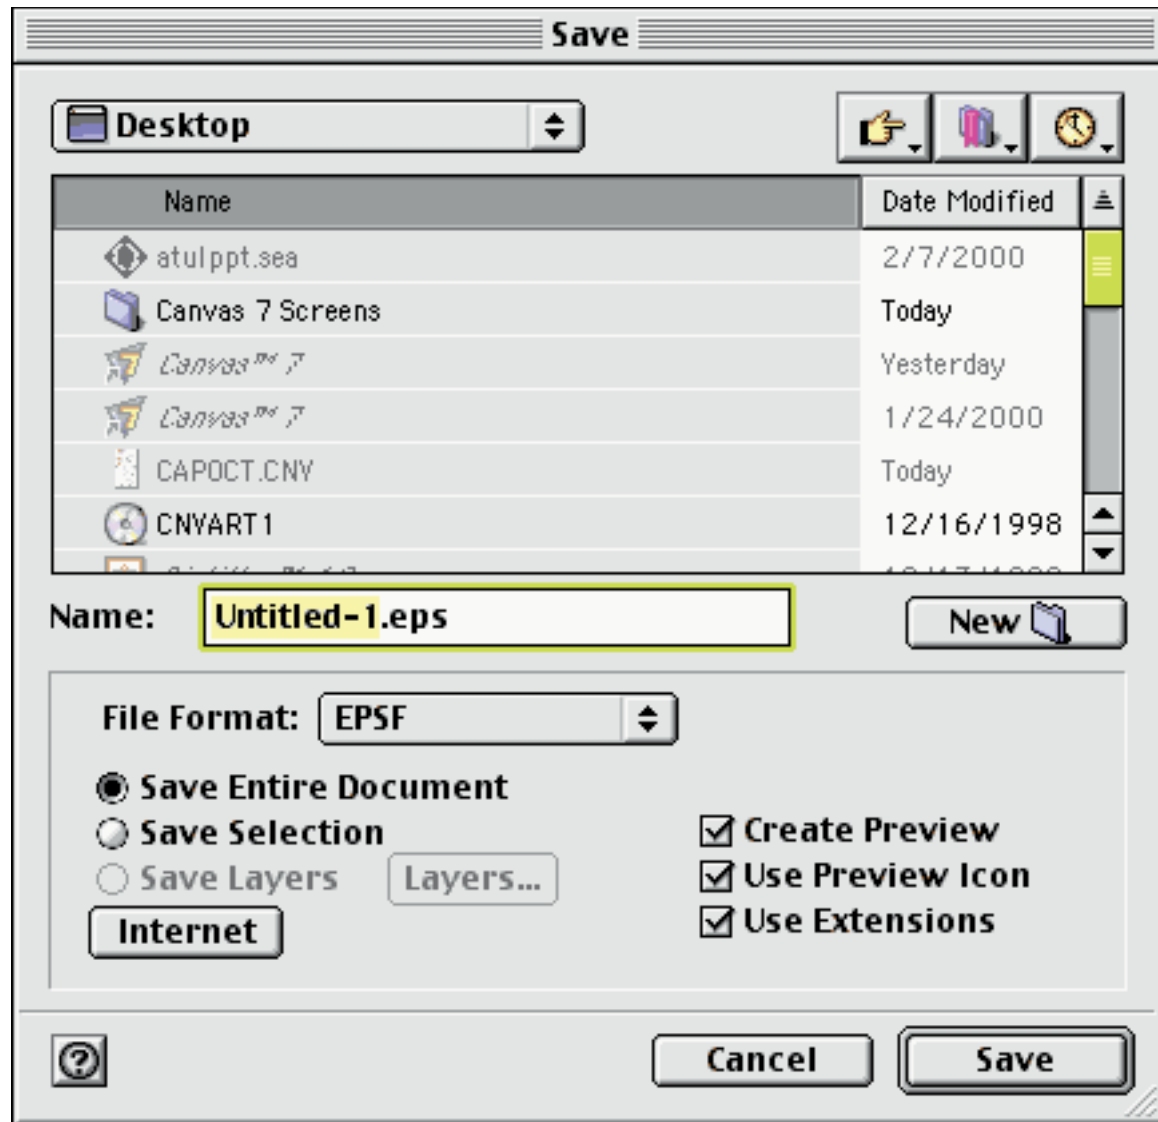 Save
Desktop
Name Date Modified
atulppt.sea 2/7/2000
Canvas 7 Screens Today
Canvas™ 7 Yesterday
Canvas™ 7 1/24/2000
CAPOCT.CNV Today
CNVART1 12/16/1998
Name: Untitled-1.eps New
File Format: EPSF
Save Entire Document
Save Selection Create Preview
Save Layers Layers... Use Preview Icon
Internet Use Extensions
Cancel Save